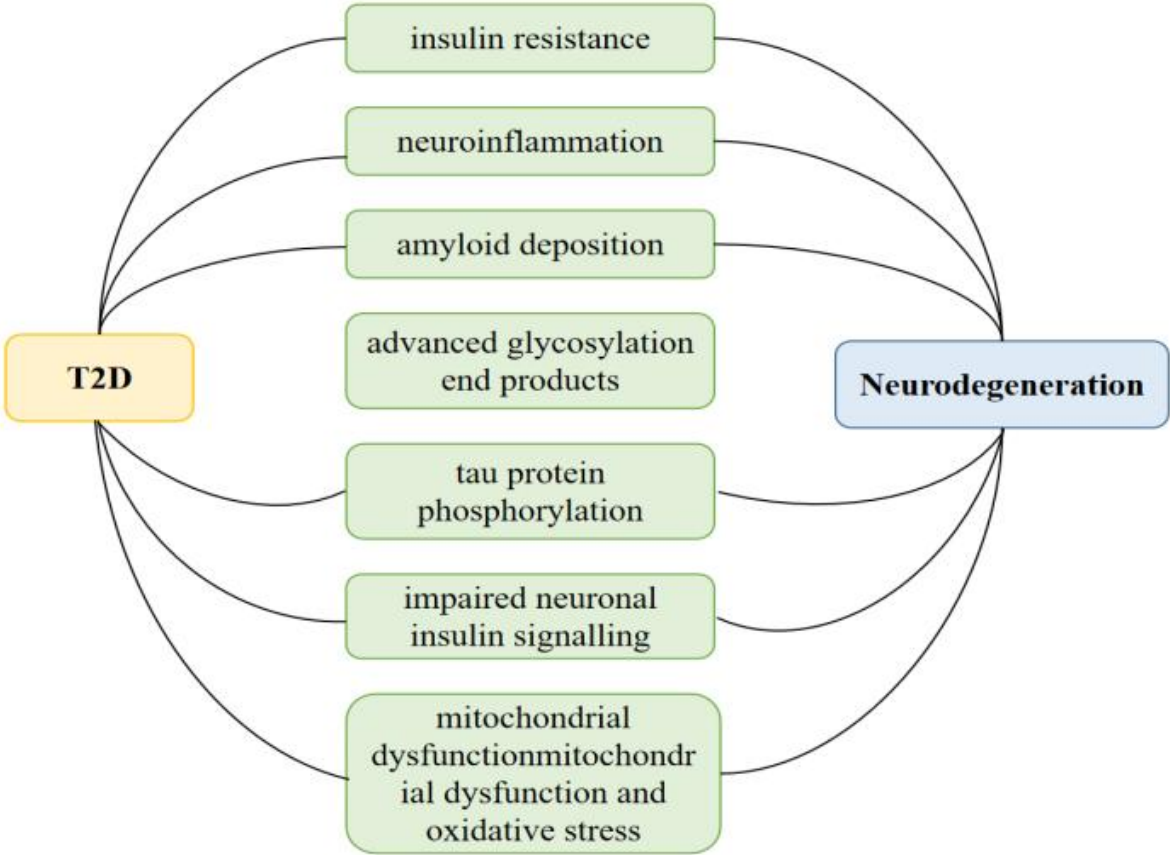 insulin resistance
neuroinflammation
amyloid deposition
advanced glycosylation
end products
T2D
Neurodegeneration
tau protein
phosphorylation
impaired neuronal
insulin signalling
mitochondrial
dysfunctionmitochondr
ial dysfunction and
oxidative stress